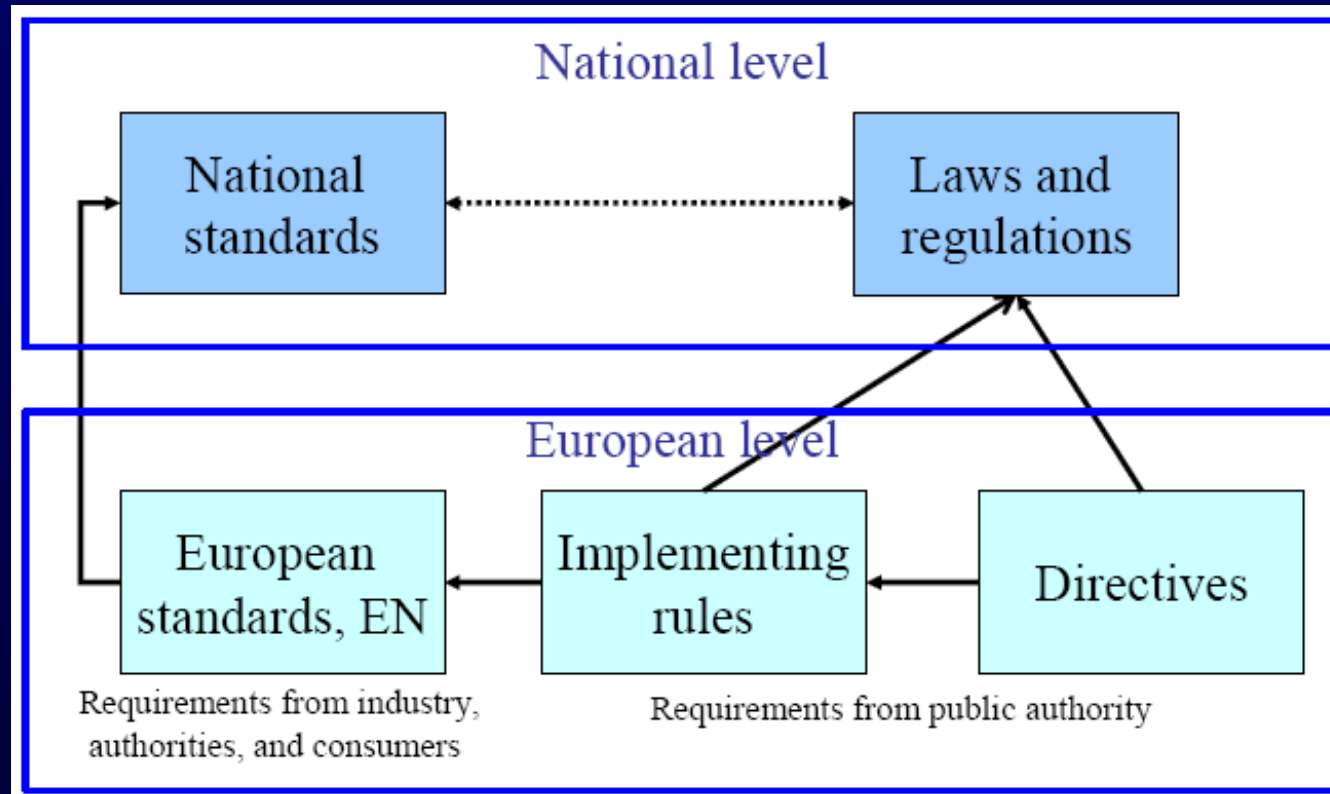 National level
National
standards
Laws and
regulations
European level
European
standards, EN
Implementing
rules
Directives
Requirements from industry,
authorities, and consumers
Requirements from public authority